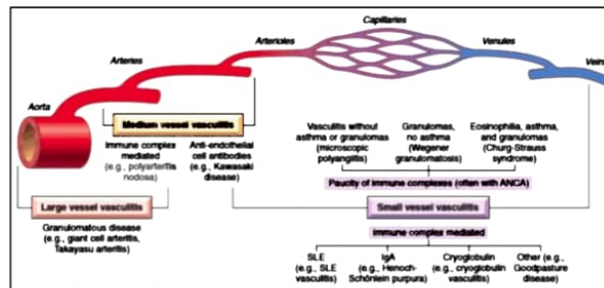 Capillaries
Arterioles
Venules
Arteries
Veins
Aorta
Medium vessel vasculitis
Immune complex
mediated
(e.g., polyarteritis
nodosa)
Anti-endothelial
cell antibodies
(e.g., Kawasaki
disease)
Vasculitis without
asthma or granulomas
(microscopic
polyangiitis)
Granulomas,
no asthma
(Wegener
granulomatosis)
Eosinophilia, asthma,
and granulomas
(Churg-Strauss
syndrome)
Paucity of immune complexes (often with ANCA)
Large vessel vasculitis
Small vessel vasculitis
Granulomatous disease
(e.g., giant cell arteritis,
Takayasu arteritis)
Immune complex mediated
SLE
(e.g., SLE
vasculitis)
IgA
(e.g., Henoch-
Schönlein purpura)
Cryoglobulin
(e.g., cryoglobulin
vasculitis)
Other (e.g.,
Goodpasture
disease)